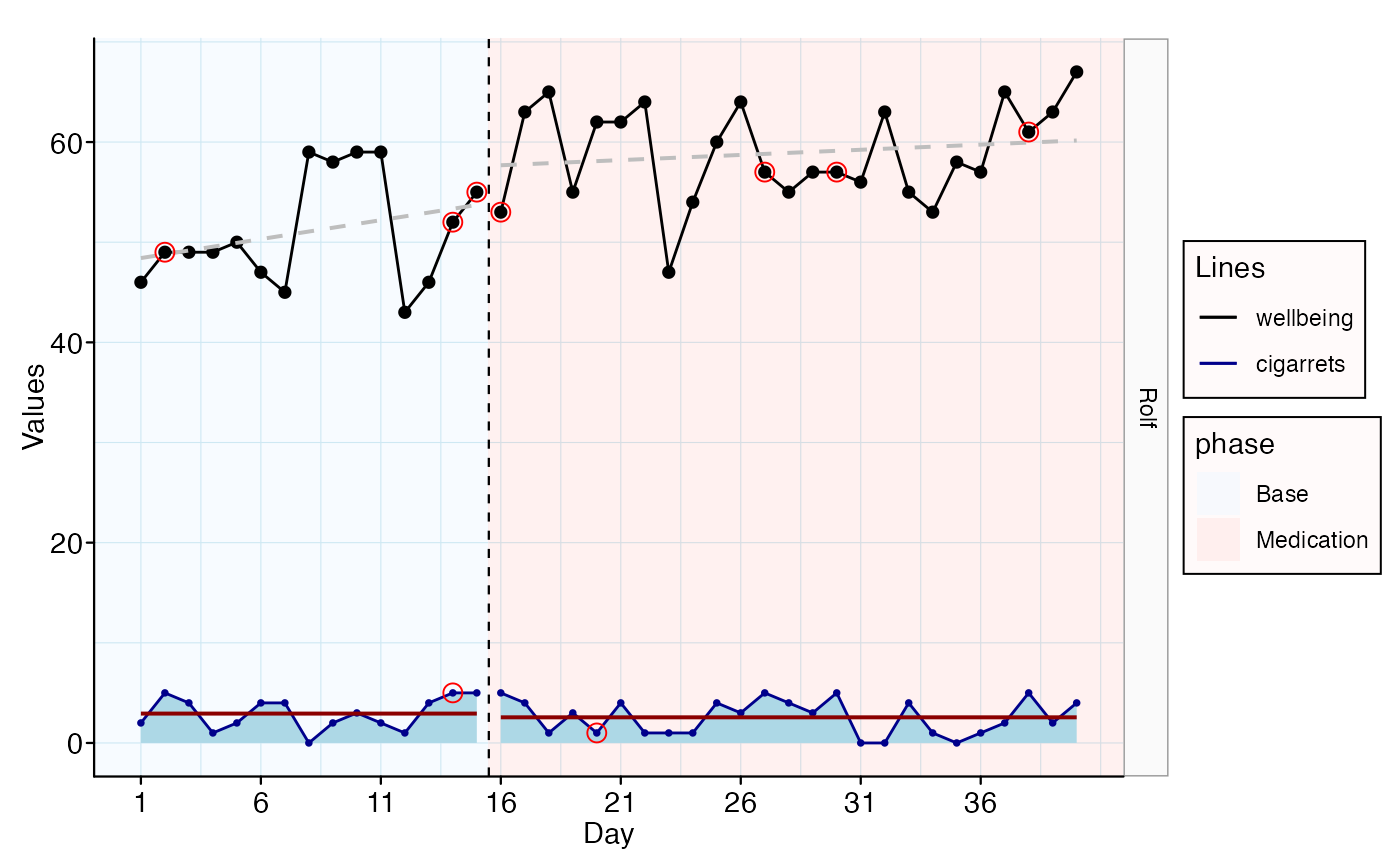 Values
60
40
20
0
1 6 11 16 21 26 31 36
Day
Rolf
Lines
wellbeing
cigarrets
phase
Base
Medication